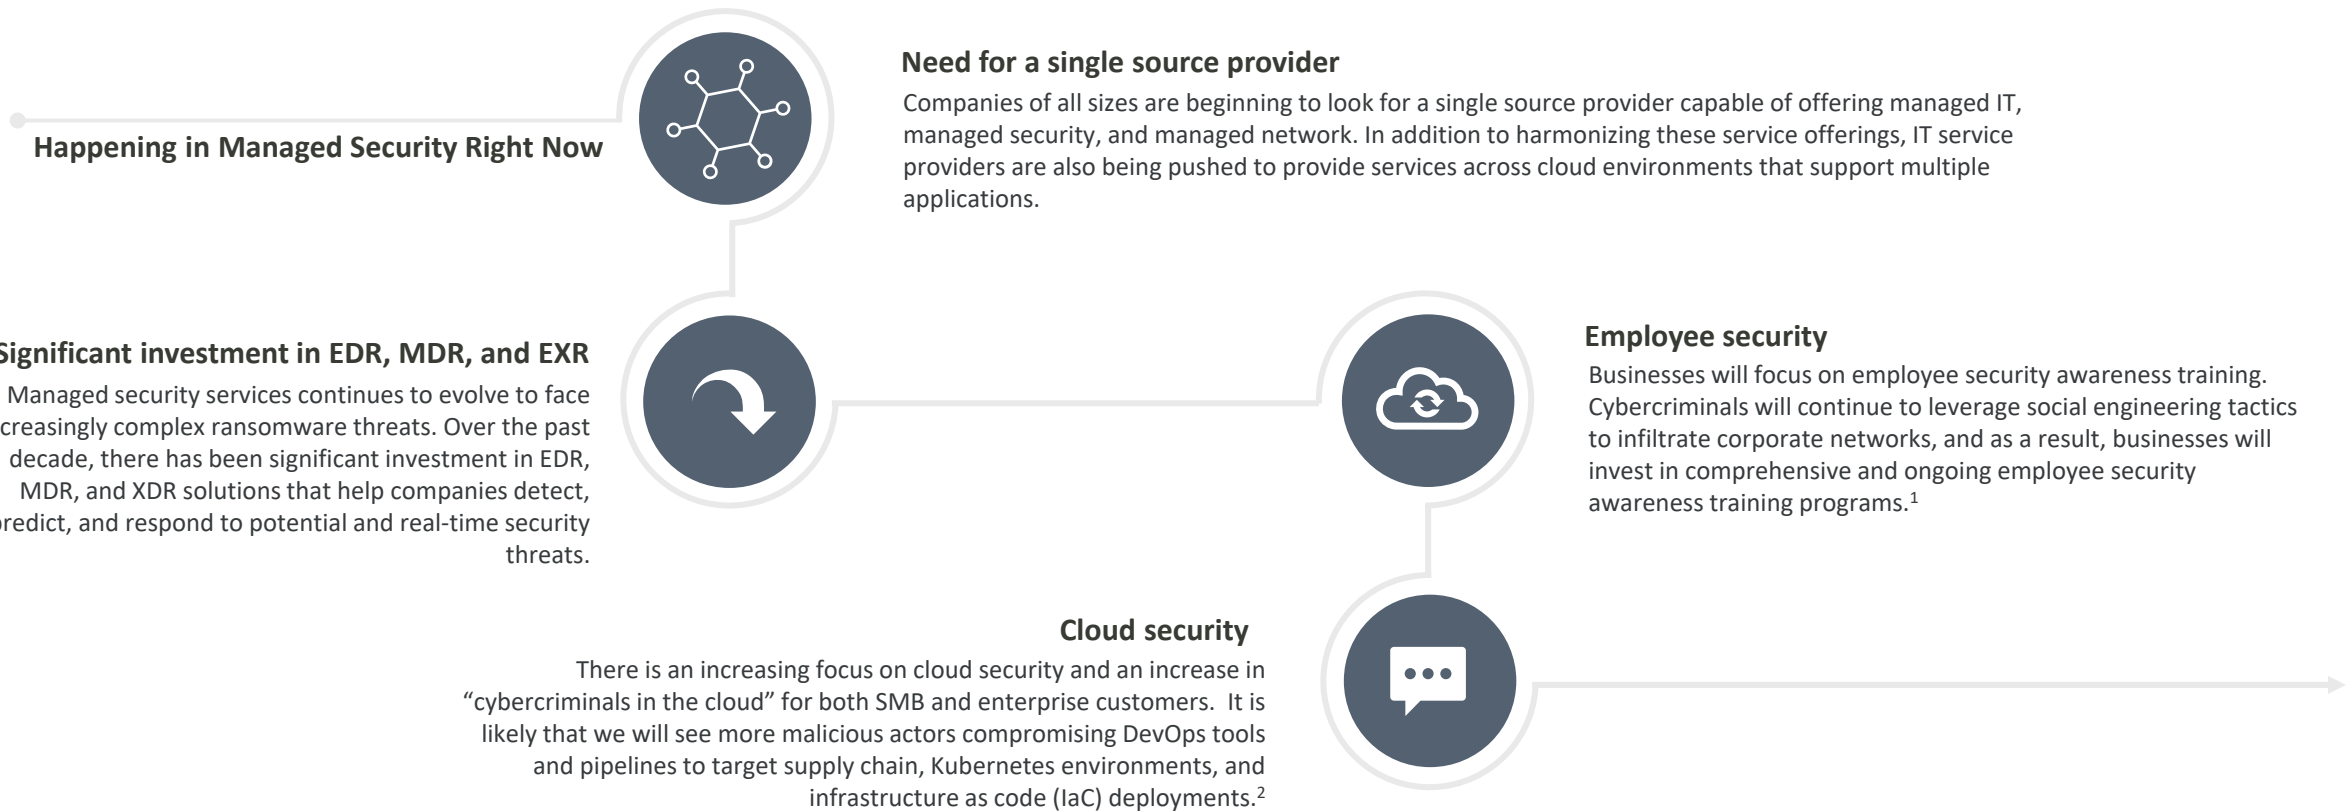 Happening in Managed Security Right Now
Need for a single source provider
Companies of all sizes are beginning to look for a single source provider capable of offering managed IT,
managed security, and managed network. In addition to harmonizing these service offerings, IT service
providers are also being pushed to provide services across cloud environments that support multiple
applications.
Significant investment in EDR, MDR, and EXR
Managed security services continues to evolve to face
ncreasingly complex ransomware threats. Over the past
decade, there has been significant investment in EDR,
MDR, and XDR solutions that help companies detect,
predict, and respond to potential and real-time security
threats.
Employee security
Businesses will focus on employee security awareness training.
Cybercriminals will continue to leverage social engineering tactics
to infiltrate corporate networks, and as a result, businesses will
invest in comprehensive and ongoing employee security
awareness training programs.¹
Cloud security
There is an increasing focus on cloud security and an increase in
“cybercriminals in the cloud” for both SMB and enterprise customers.  It is
likely that we will see more malicious actors compromising DevOps tools
and pipelines to target supply chain, Kubernetes environments, and
infrastructure as code (IaC) deployments.²